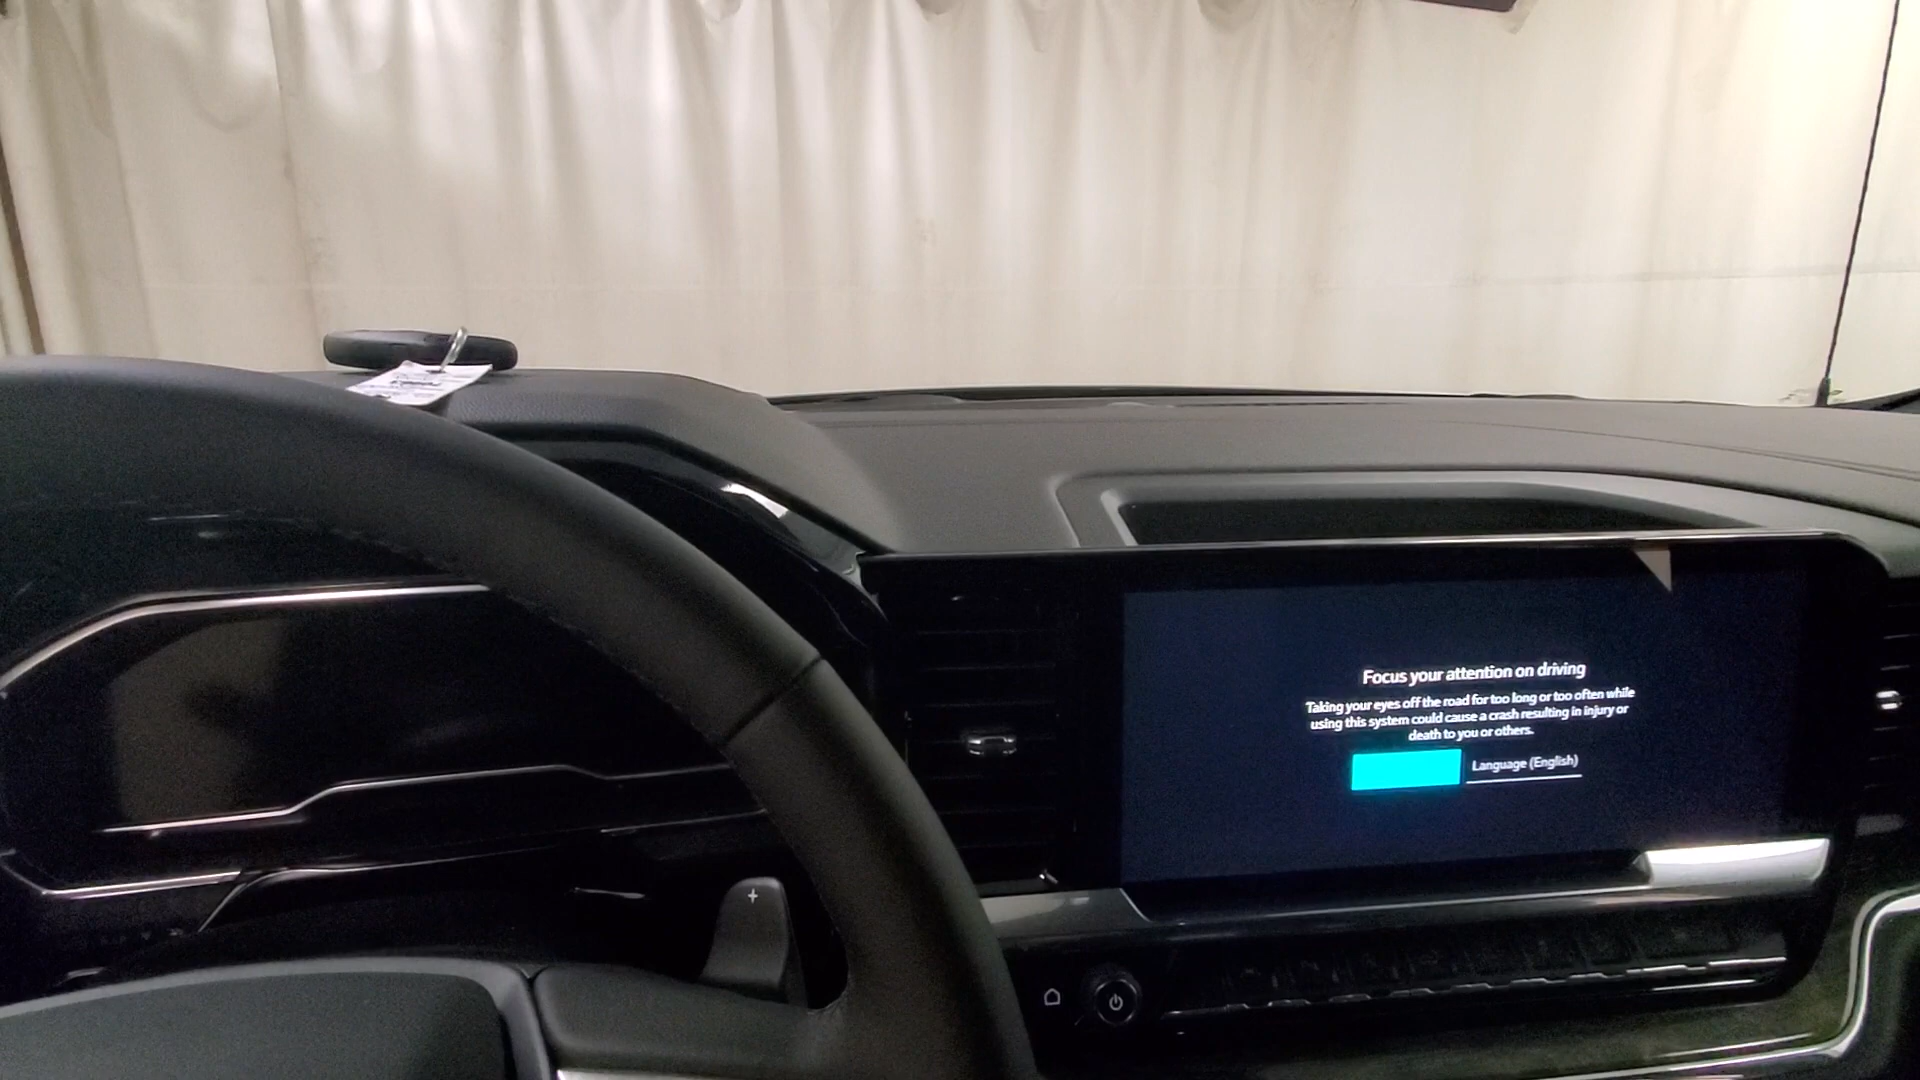 Focus your attention on driving
Taking your eyes off the road for too long or too often while
using this system could cause a crash resulting in injury or
death to you or others.
Language (English)
+